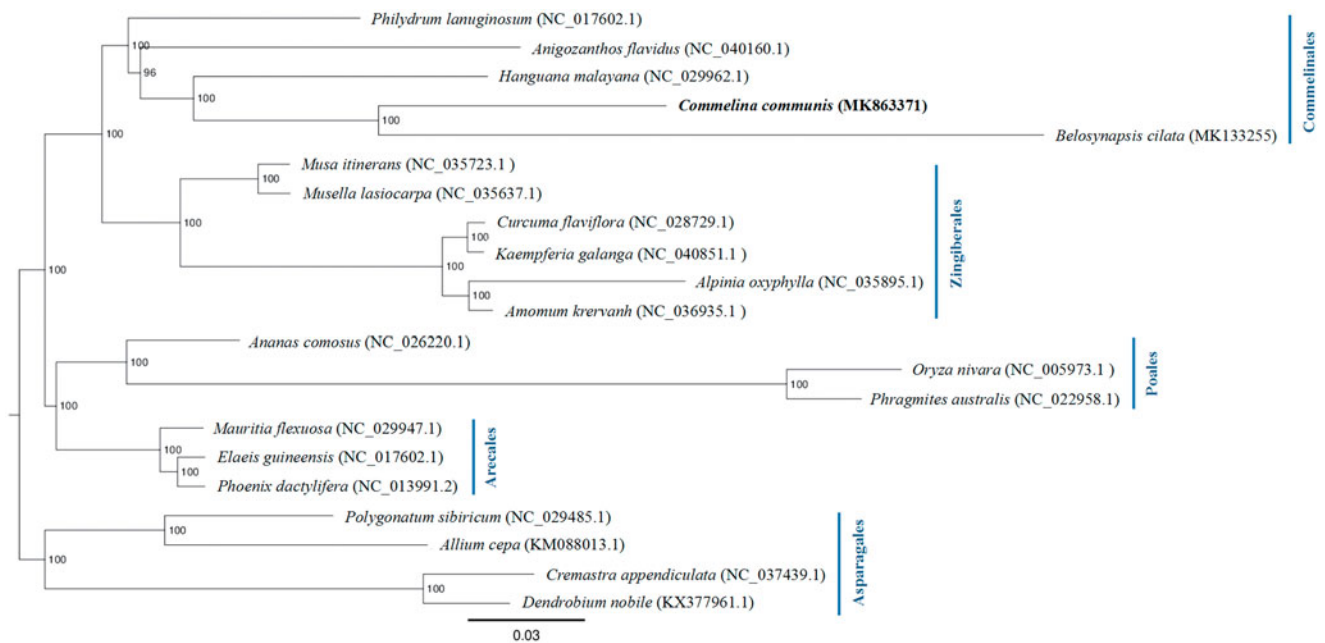 Philydrum lanuginosum (NC_017602.1)
100
Anigozanthos flavidus (NC_040160.1)
96
Hanguana malayana (NC_029962.1)
100
Commelina communis (MK863371)
100
Belosynapsis cilata (MK133255)
Commelinales
100
Musa itinerans (NC_035723.1 )
100
Musella lasiocarpa (NC_035637.1)
100
Curcuma flaviflora (NC_028729.1)
100
Kaempferia galanga (NC_040851.1 )
100
Alpinia oxyphylla (NC_035895.1)
100
Amomum krervanh (NC_036935.1 )
Zingiberales
100
Ananas comosus (NC_026220.1)
100
Oryza nivara (NC_005973.1 )
100
Phragmites australis (NC_022958.1)
Poales
100
Mauritia flexuosa (NC_029947.1)
100
Elaeis guineensis (NC_017602.1)
100
Phoenix dactylifera (NC_013991.2)
Arecales
Polygonatum sibiricum (NC_029485.1)
100
Allium cepa (KM088013.1)
100
Cremastra appendiculata (NC_037439.1)
100
Dendrobium nobile (KX377961.1)
Asparagales
0.03